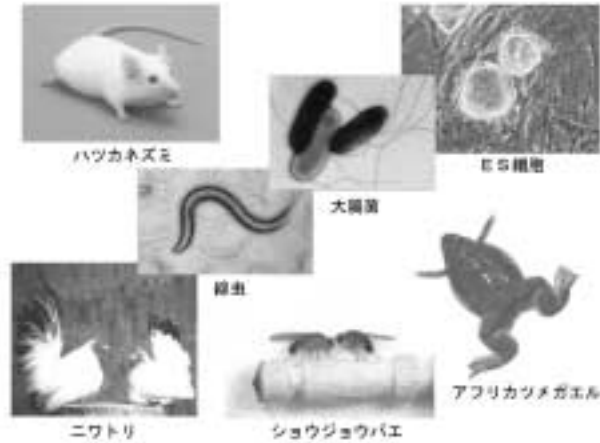 ハツカネズミ
ES細胞
大腸菌
線虫
アフリカツメガエル
ニワトリ
ショウジョウバエ